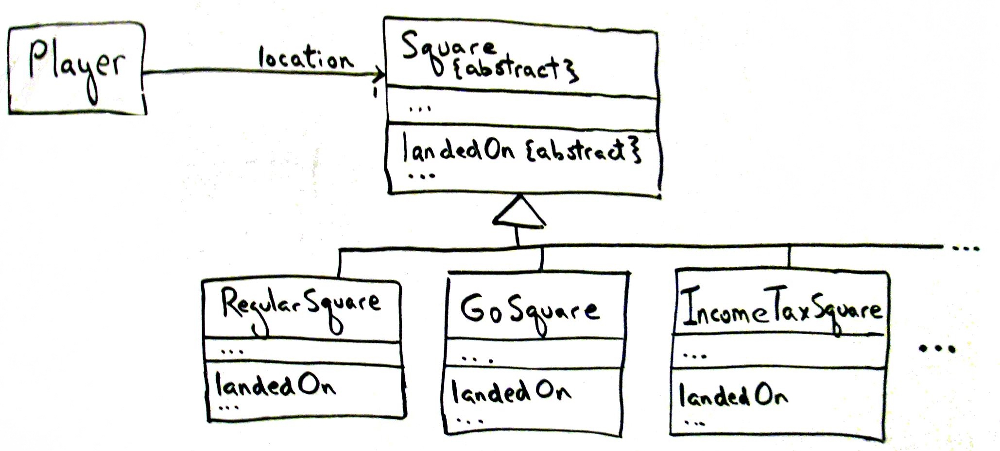 Player
location
1
Square
{abstract}
...
landedOn {abstract}
...
...
RegularSquare
...
landedOn
...
GoSquare
...
landedOn
...
IncomeTaxSquare
...
landedOn
...
...